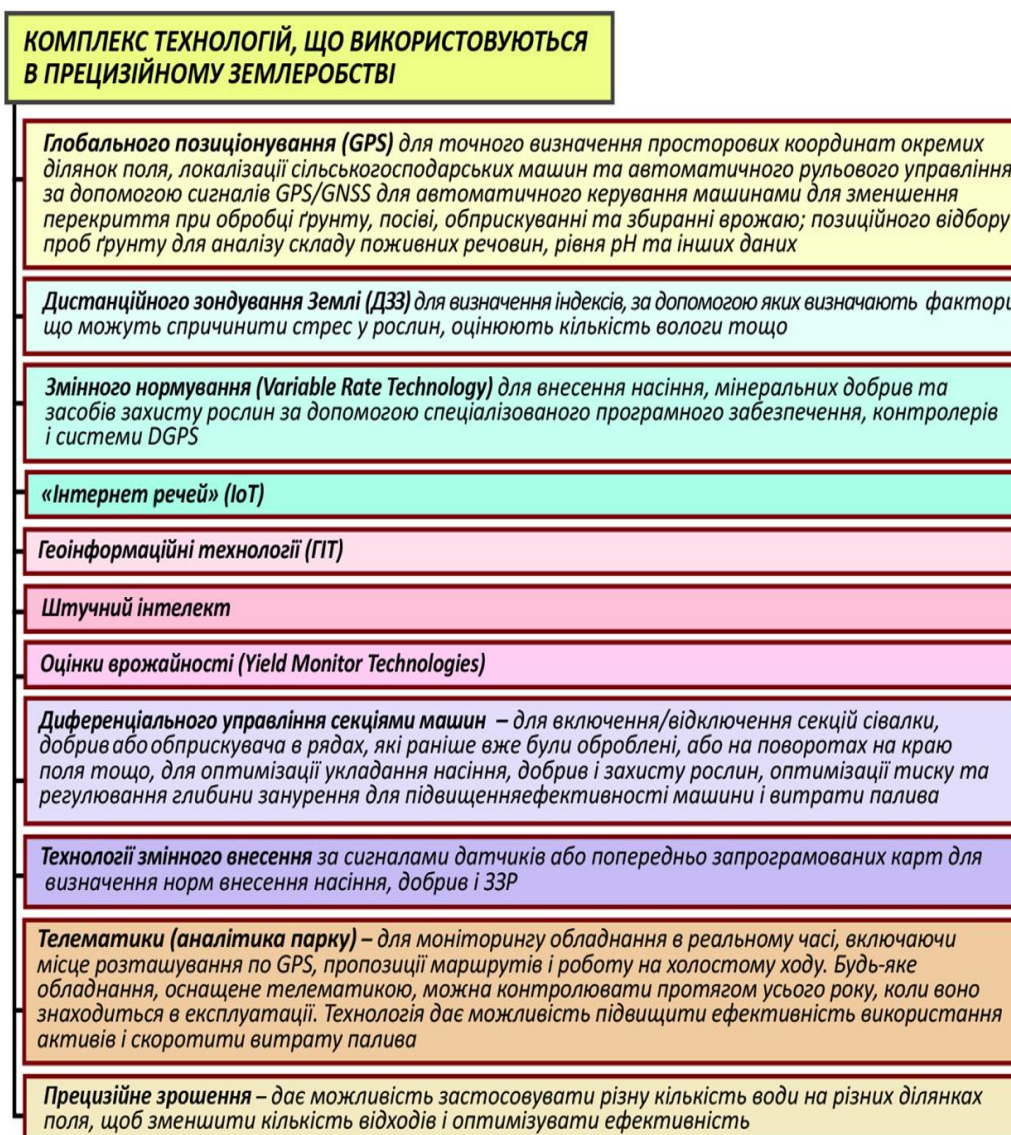 КОМПЛЕКС ТЕХНОЛОГІЙ, ЩО ВИКОРИСТОВУЮТЬСЯ
В ПРЕЦИЗІЙНОМУ ЗЕМЛЕРОБСТВІ
Глобального позиціонування (GPS) для точного визначення просторових координат окремих
ділянок поля, локалізації сільськогосподарських машин та автоматичного рульового управління
за допомогою сигналів GPS/GNSS для автоматичного керування машинами для зменшення
перекриття при обробці ґрунту, посіві, обприскуванні та збиранні врожаю; позиційного відбору
проб ґрунту для аналізу складу поживних речовин, рівня pH та інших даних
Дистанційного зондування Землі (ДЗЗ) для визначення індексів, за допомогою яких визначають фактори
що можуть спричинити стрес у рослин, оцінюють кількість вологи тощо
Змінного нормування (Variable Rate Technology) для внесення насіння, мінеральних добрив та
засобів захисту рослин за допомогою спеціалізованого програмного забезпечення, контролерів
і системи DGPS
«Інтернет речей» (IoT)
Геоінформаційні технології (ГІТ)
Штучний інтелект
Оцінки врожайності (Yield Monitor Technologies)
Диференціального управління секціями машин – для включення/відключення секцій сівалки,
добрив або обприскувача в рядах, які раніше вже були оброблені, або на поворотах на краю
поля тощо, для оптимізації укладання насіння, добрив і захисту рослин, оптимізації тиску та
регулювання глибини занурення для підвищенняефективності машини і витрати палива
Технології змінного внесення за сигналами датчиків або попередньо запрограмованих карт для
визначення норм внесення насіння, добрив і ЗЗР
Телематики (аналітика парку) – для моніторингу обладнання в реальному часі, включаючи
місце розташування по GPS, пропозиції маршрутів і роботу на холостому ходу. Будь-яке
обладнання, оснащене телематикою, можна контролювати протягом усього року, коли воно
знаходиться в експлуатації. Технологія дає можливість підвищити ефективність використання
активів і скоротити витрату палива
Прецизійне зрошення – дає можливість застосовувати різну кількість води на різних ділянках
поля, щоб зменшити кількість відходів і оптимізувати ефективність